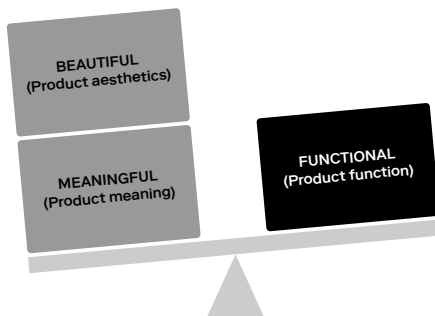 BEAUTIFUL
(Product aesthetics)
MEANINGFUL
(Product meaning)
FUNCTIONAL
(Product function)